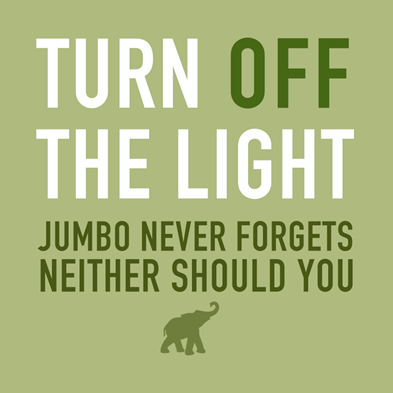 TURN OFF
THE LIGHT
JUMBO NEVER FORGETS
NEITHER SHOULD YOU